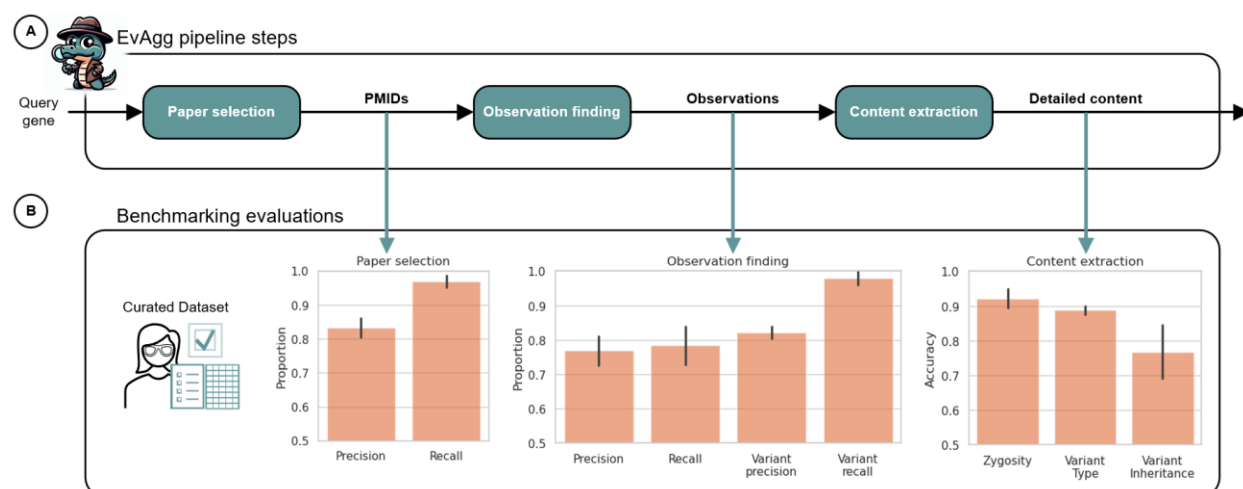 A
EvAgg pipeline steps
Query
gene
Paper selection
PMIDs
Observation finding
Observations
Content extraction
Detailed content
B
Benchmarking evaluations
Curated Dataset
Paper selection
Proportion
1.0
0.9
0.8
0.7
0.6
0.5
Precision
Recall
Observation finding
Proportion
1.0
0.9
0.8
0.7
0.6
0.5
Precision
Recall
Variant
precision
Variant
recall
Content extraction
Accuracy
1.0
0.9
0.8
0.7
0.6
0.5
Zygosity
Variant
Type
Variant
Inheritance